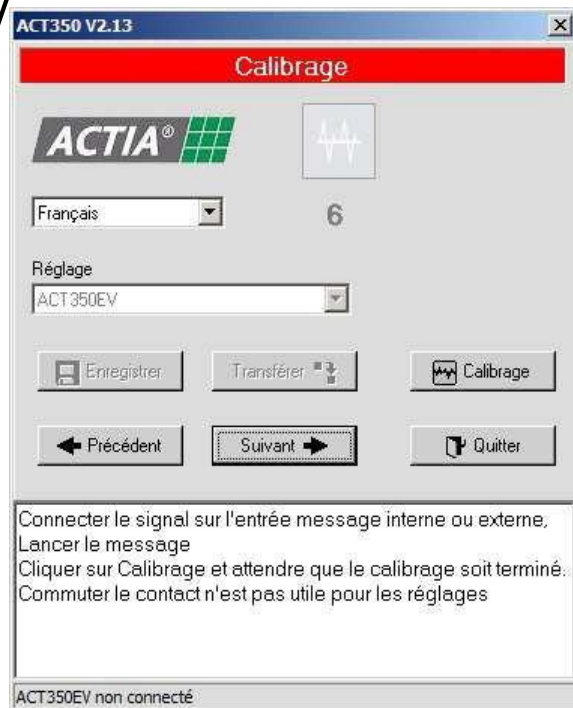 ACT350 V2.13
Calibrage
ACTIA®
Français
6
Réglage
ACT350EV
Enregistrer
Transférer
Calibrage
Précédent
Suivant
Quitter
Connecter le signal sur l'entrée message interne ou externe,
Lancer le message
Cliquer sur Calibrage et attendre que le calibrage soit terminé.
Commuter le contact n'est pas utile pour les réglages
ACT350EV non connecté